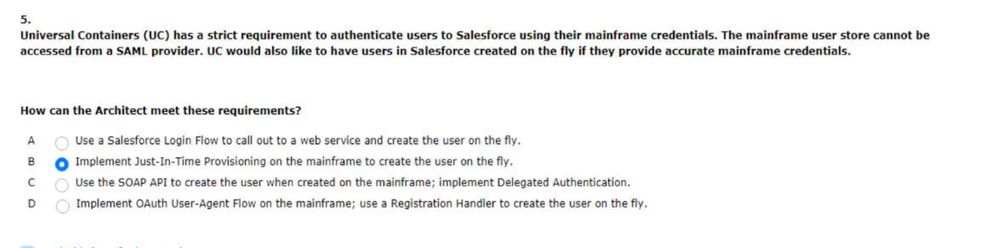 5.
Universal Containers (UC) has a strict requirement to authenticate users to Salesforce using their mainframe credentials. The mainframe user store cannot be
accessed from a SAML provider. UC would also like to have users in Salesforce created on the fly if they provide accurate mainframe credentials.
How can the Architect meet these requirements?
A Use a Salesforce Login Flow to call out to a web service and create the user on the fly.
B Implement Just-In-Time Provisioning on the mainframe to create the user on the fly.
C Use the SOAP API to create the user when created on the mainframe; implement Delegated Authentication.
D Implement OAuth User-Agent Flow on the mainframe; use a Registration Handler to create the user on the fly.